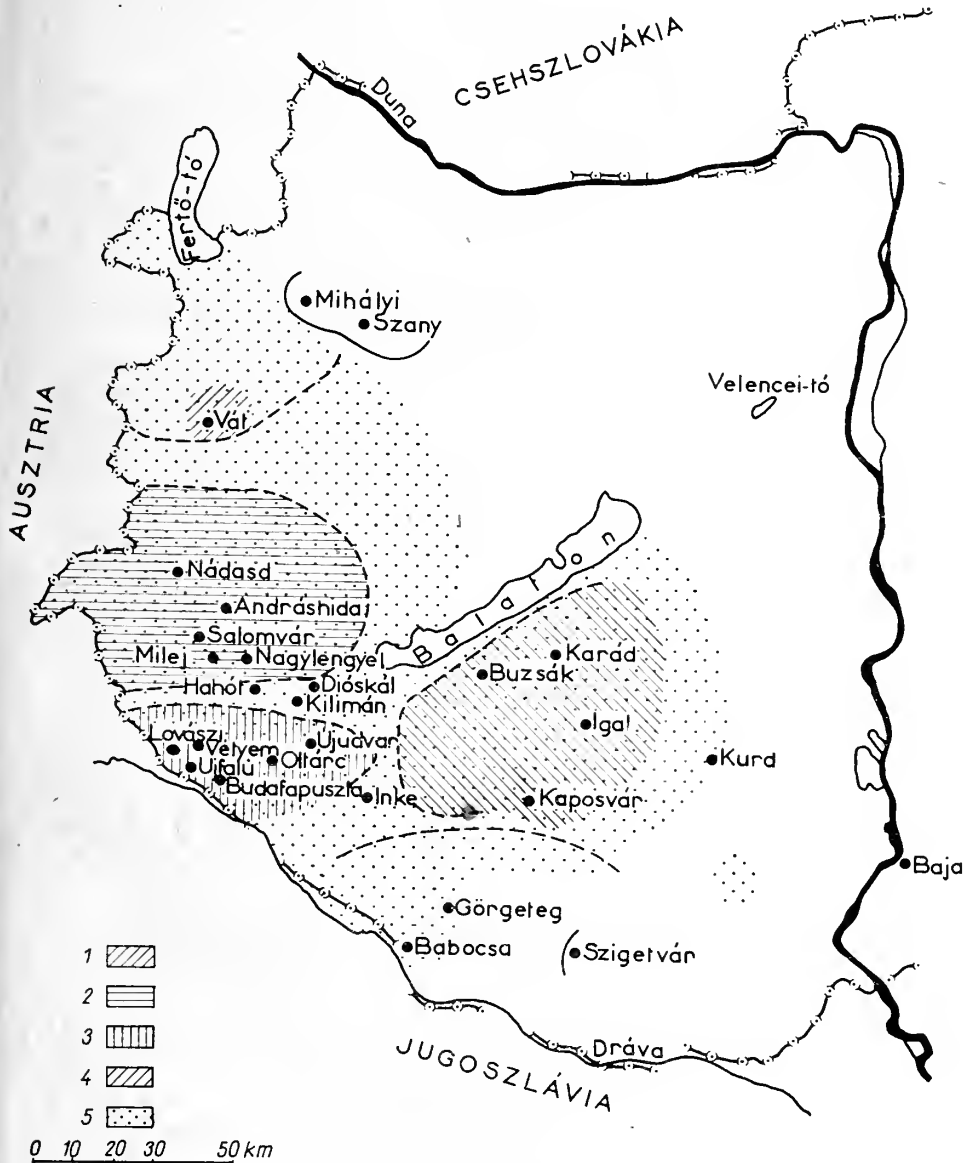 CSEHSZLOVÁKIA
Duna
Fertő-tó
Mihályi
Szany
Velencei-tó
AUSZTRIA
Vát
Balaton
Nádasd
Andráshida
Salomvár
Milej
Nagylengyel
Karád
Buzsák
Hahót
Dióskál
Kilimán
Igal
Lovászi
Vétyem
Ujudvar
Oltárc
Ujfalu
Budafapuszta
Inke
Kaposvár
Kurd
Baja
Görgeteg
Babocsa
Szigetvár
Dráva
JUGOSZLÁVIA
1
2
3
4
5
0 10 20 30 50 km